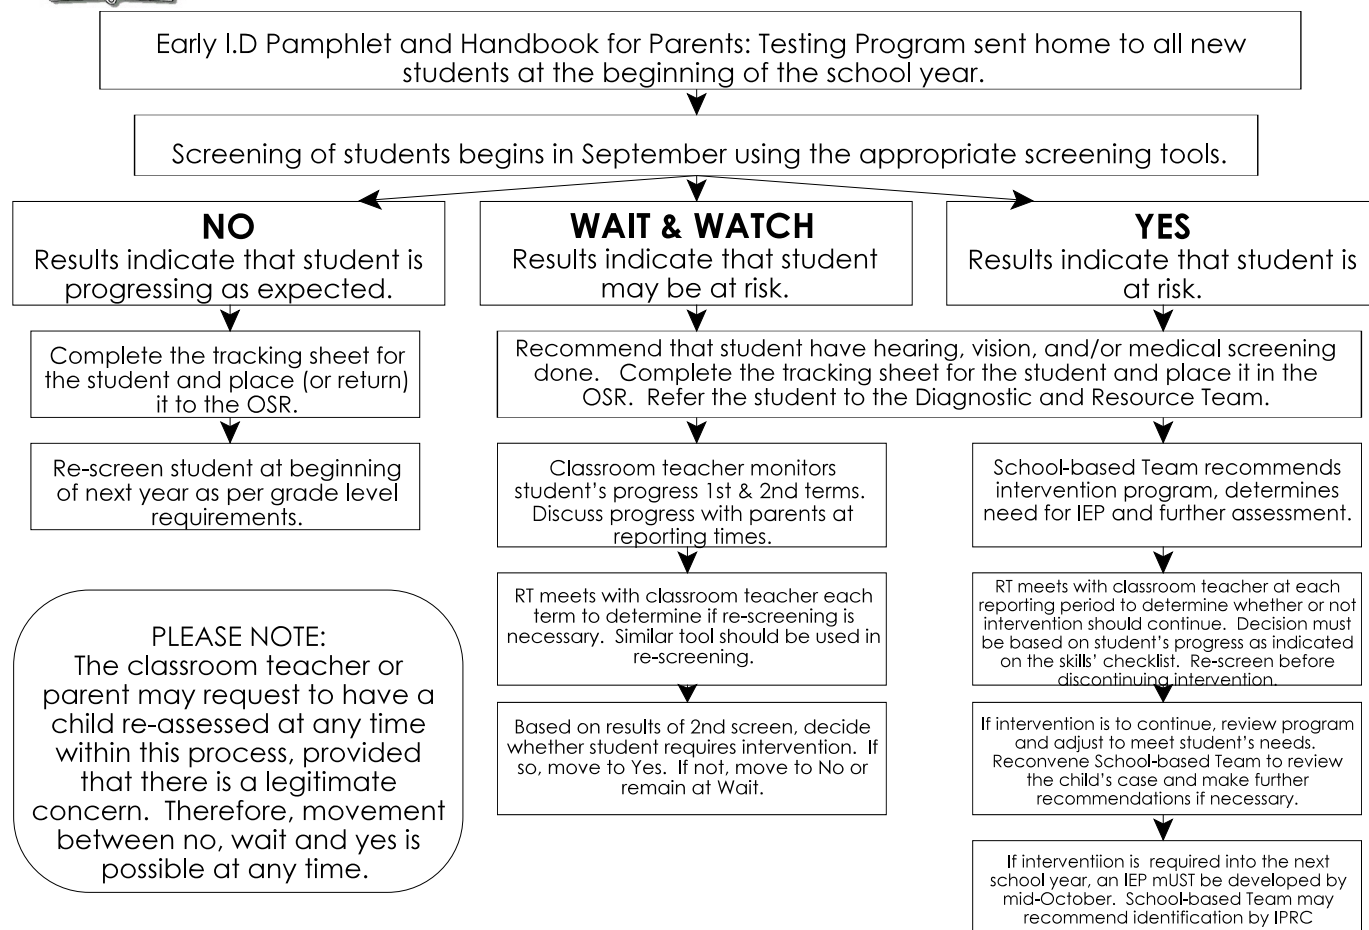 Early I.D Pamphlet and Handbook for Parents: Testing Program sent home to all new
students at the beginning of the school year.
Screening of students begins in September using the appropriate screening tools.
NO
Results indicate that student is
progressing as expected.
WAIT & WATCH
Results indicate that student
may be at risk.
YES
Results indicate that student is
at risk.
Complete the tracking sheet for
the student and place (or return)
it to the OSR.
Recommend that student have hearing, vision, and/or medical screening
done. Complete the tracking sheet for the student and place it in the
OSR. Refer the student to the Diagnostic and Resource Team.
Re-screen student at beginning
of next year as per grade level
requirements.
Classroom teacher monitors
student's progress 1st & 2nd terms.
Discuss progress with parents at
reporting times.
School-based Team recommends
intervention program, determines
need for IEP and further assessment.
RT meets with classroom teacher each
term to determine if re-screening is
necessary. Similar tool should be used in
re-screening.
RT meets with classroom teacher at each
reporting period to determine whether or not
intervention should continue. Decision must
be based on student's progress as indicated
on the skills' checklist. Re-screen before
discontinuing intervention.
PLEASE NOTE:
The classroom teacher or
parent may request to have a
child re-assessed at any time
within this process, provided
that there is a legitimate
concern. Therefore, movement
between no, wait and yes is
possible at any time.
Based on results of 2nd screen, decide
whether student requires intervention. If
so, move to Yes. If not, move to No or
remain at Wait.
If intervention is to continue, review program
and adjust to meet student's needs.
Reconvene School-based Team to review
the child's case and make further
recommendations if necessary.
If interventiion is required into the next
school year, an IEP mUST be developed by
mid-October. School-based Team may
recommend identification by IPRC